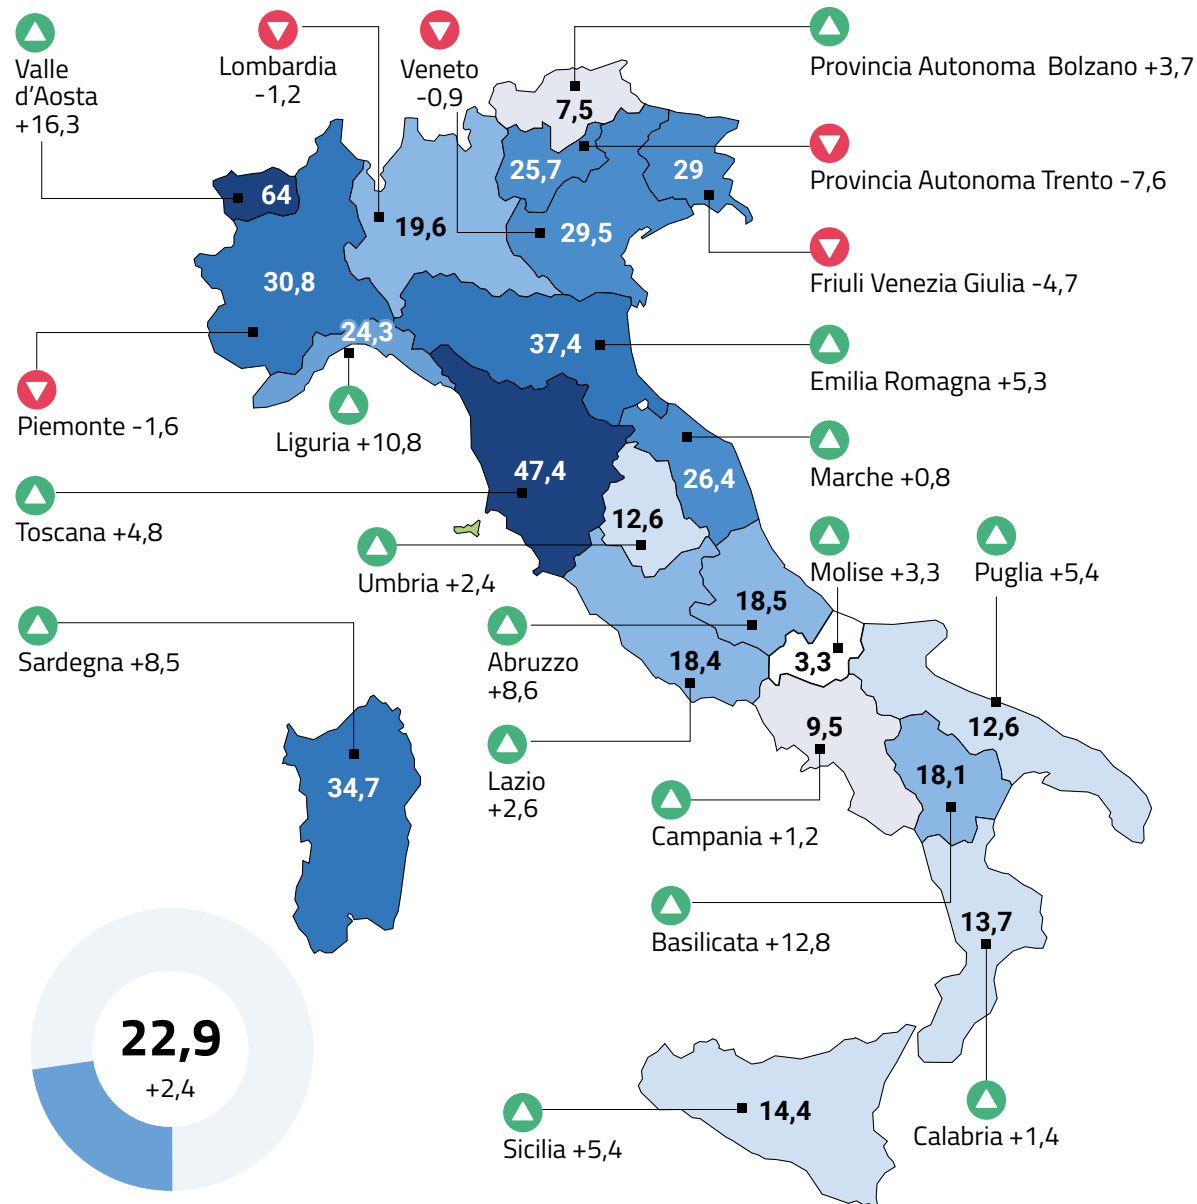 Valle
d'Aosta
+16,3
Lombardia
-1,2
Veneto
-0,9
Provincia Autonoma Bolzano +3,7
7,5
Provincia Autonoma Trento -7,6
25,7
29
64
19,6
29,5
Friuli Venezia Giulia -4,7
30,8
24,3
37,4
Emilia Romagna +5,3
Piemonte -1,6
Liguria +10,8
47,4
26,4
Marche +0,8
Toscana +4,8
12,6
Umbria +2,4
Molise +3,3
Puglia +5,4
18,5
Sardegna +8,5
Abruzzo
+8,6
18,4
3,3
9,5
12,6
Lazio
+2,6
34,7
18,1
Campania +1,2
Basilicata +12,8
13,7
22,9
+2,4
14,4
Sicilia +5,4
Calabria +1,4